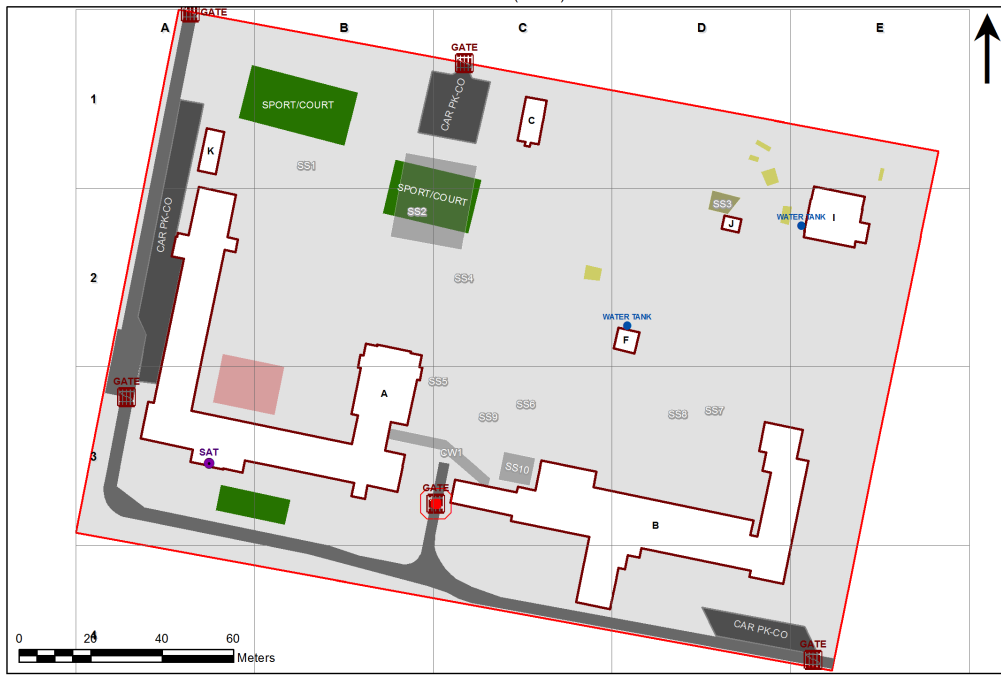 A B C D E
GATE
GATE
1
SPORT/COURT
CAR PK-CO
C
K
SS1
CAR PK-CO
SPORT/COURT
SS2
SS3
J
WATER TANK
I
2
SS4
WATER TANK
F
GATE
A
SS5
SS9
SS6
SS8
SS7
3
SAT
CW1
SS10
GATE
B
CAR PK-CO
GATE
4
0 20 40 60
Meters